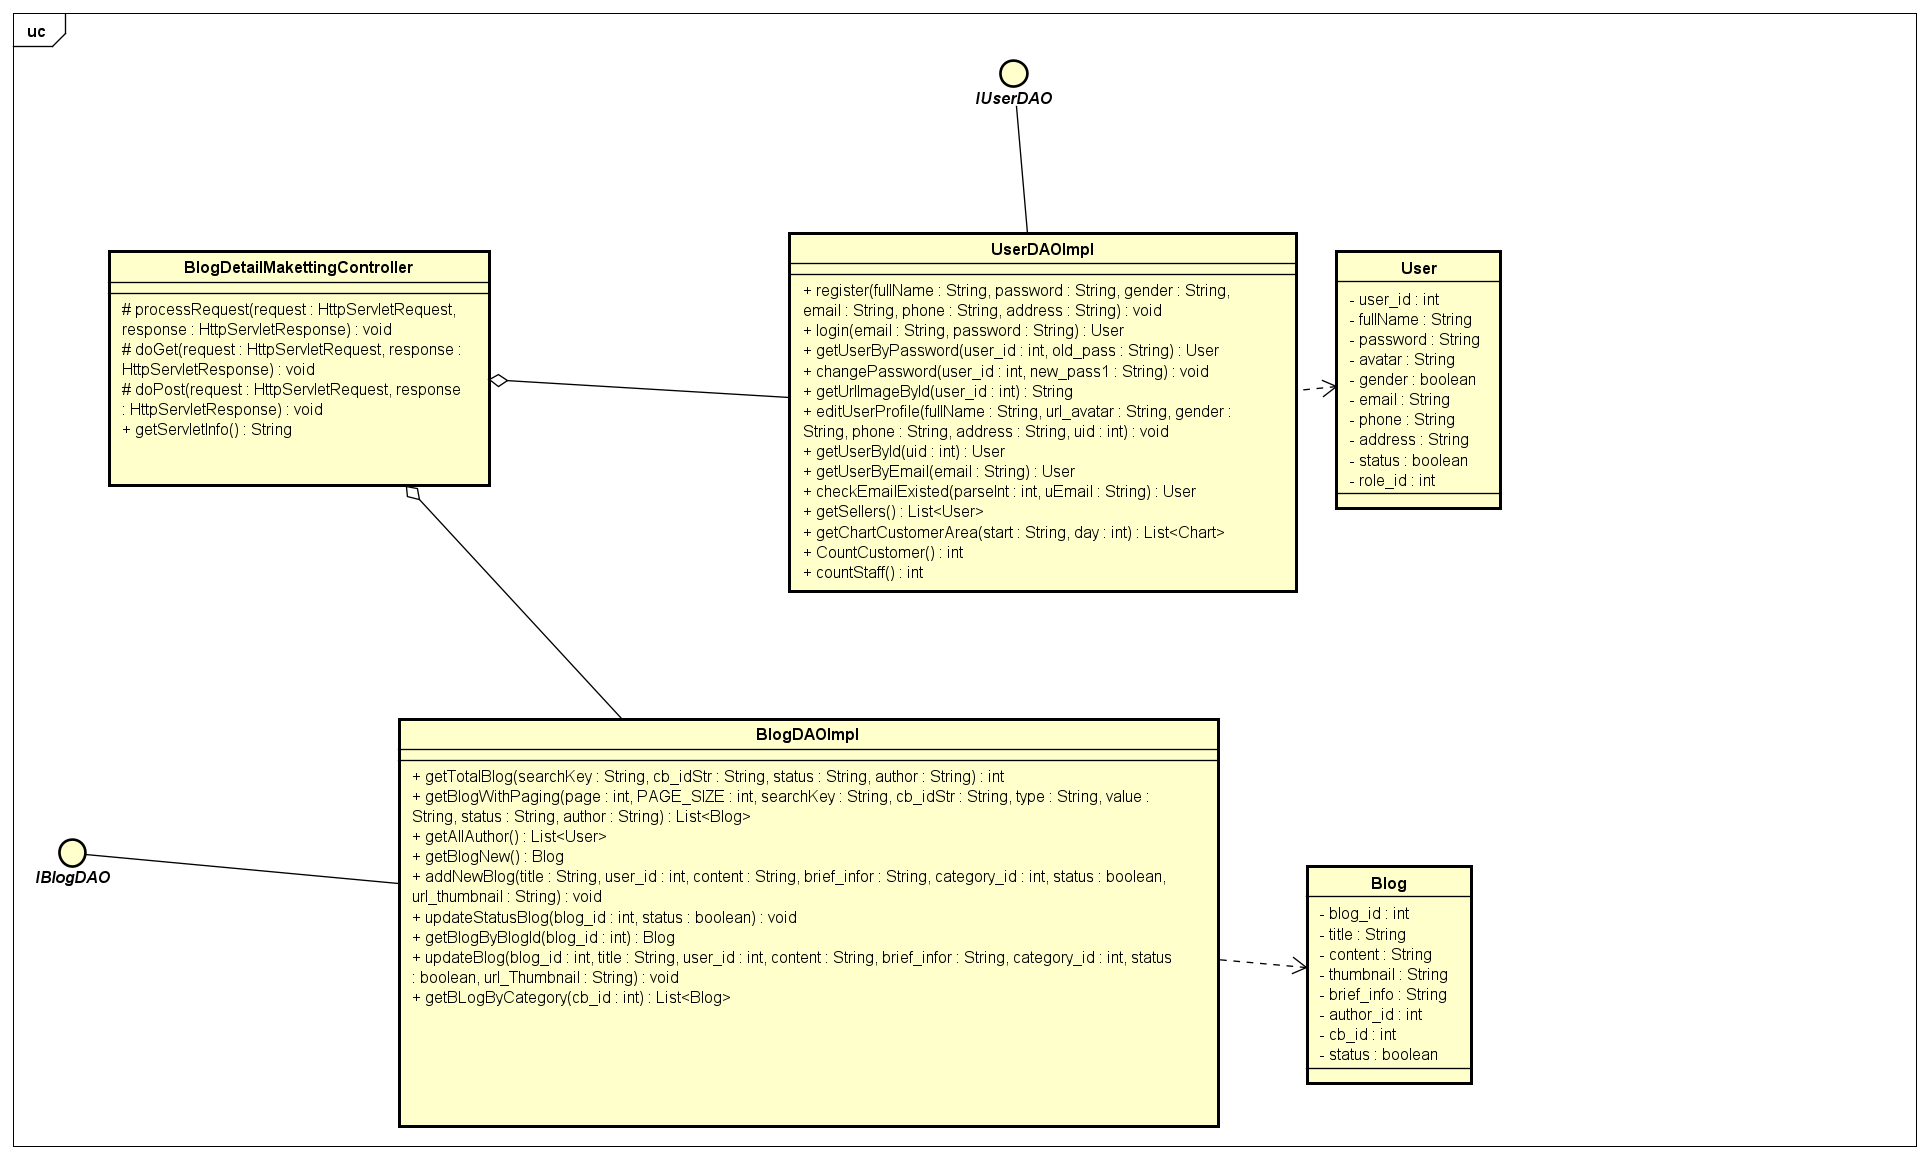 uc
IUserDAO
BlogDetailMakettingController
# processRequest(request : HttpServletRequest,
response : HttpServletResponse) : void
# doGet(request : HttpServletRequest, response :
HttpServletResponse) : void
# doPost(request : HttpServletRequest, response
: HttpServletResponse) : void
+ getServletInfo() : String
UserDAOImpl
+ register(fullName : String, password : String, gender : String,
email : String, phone : String, address : String) : void
+ login(email : String, password : String) : User
+ getUserByPassword(user_id : int, old_pass : String) : User
+ changePassword(user_id : int, new_pass1 : String) : void
+ getUrlImageById(user_id : int) : String
+ editUserProfile(fullName : String, url_avatar : String, gender :
String, phone : String, address : String, uid : int) : void
+ getUserById(uid : int) : User
+ getUserByEmail(email : String) : User
+ checkEmailExisted(parseInt : int, uEmail : String) : User
+ getSellers() : List<User>
+ getChartCustomerArea(start : String, day : int) : List<Chart>
+ CountCustomer() : int
+ countStaff() : int
User
- user_id : int
- fullName : String
- password : String
- avatar : String
- gender : boolean
- email : String
- phone : String
- address : String
- status : boolean
- role_id : int
BlogDAOImpl
+ getTotalBlog(searchKey : String, cb_idStr : String, status : String, author : String) : int
+ getBlogWithPaging(page : int, PAGE_SIZE : int, searchKey : String, cb_idStr : String, type : String, value :
String, status : String, author : String) : List<Blog>
+ getAllAuthor() : List<User>
+ getBlogNew() : Blog
+ addNewBlog(title : String, user_id : int, content : String, brief_infor : String, category_id : int, status : boolean,
url_thumbnail : String) : void
+ updateStatusBlog(blog_id : int, status : boolean) : void
+ getBlogByBlogId(blog_id : int) : Blog
+ updateBlog(blog_id : int, title : String, user_id : int, content : String, brief_infor : String, category_id : int, status
: boolean, url_Thumbnail : String) : void
+ getBLogByCategory(cb_id : int) : List<Blog>
IBlogDAO
Blog
- blog_id : int
- title : String
- content : String
- thumbnail : String
- brief_info : String
- author_id : int
- cb_id : int
- status : boolean